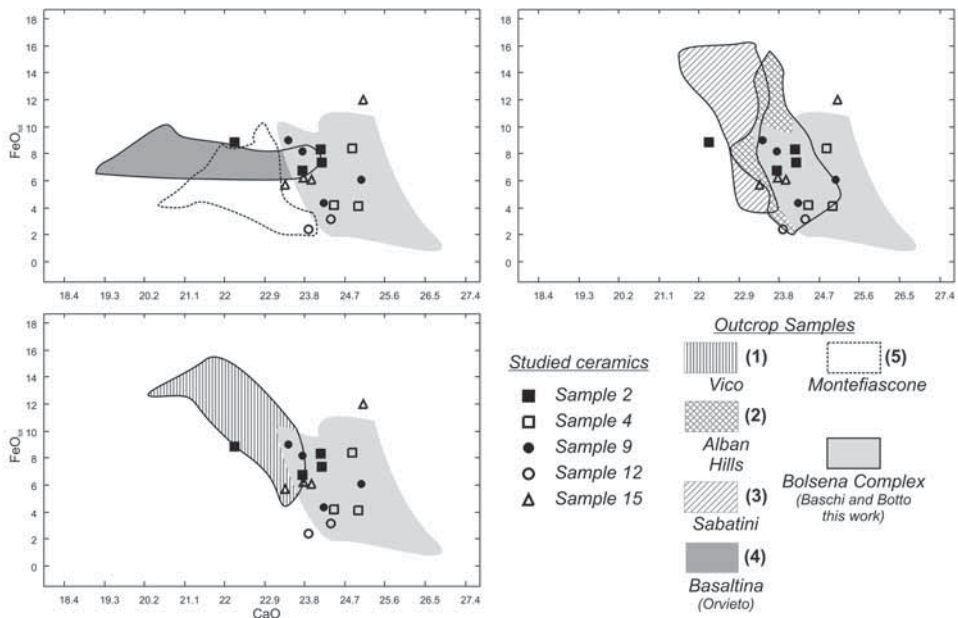 18
16
14
12
10
8
6
4
2
0
FeOtot
18.4 19.3 20.2 21.1 22 22.9 23.8 24.7 25.6 26.5 27.4
18
16
14
12
10
8
6
4
2
0
FeOtot
18.4 19.3 20.2 21.1 22 22.9 23.8 24.7 25.6 26.5 27.4
18
16
14
12
10
8
6
4
2
0
FeOtot
18.4 19.3 20.2 21.1 22 22.9 23.8 24.7 25.6 26.5 27.4
CaO
Studied ceramics
Sample 2
Sample 4
Sample 9
Sample 12
Sample 15
Outcrop Samples
(1)
Vico
(2)
Alban
Hills
(3)
Sabatini
(4)
Basaltina
(Orvieto)
(5)
Montefiascone
Bolsena Complex
(Baschi and Botto
this work)